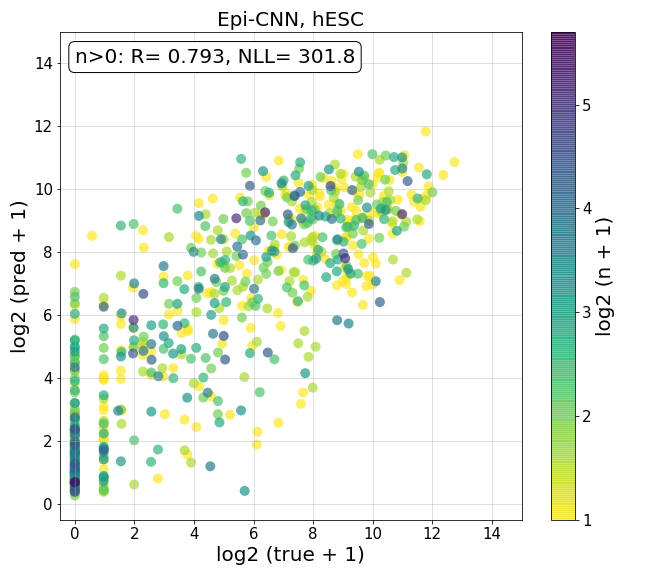 Epi-CNN, hESC
n>0: R= 0.793, NLL= 301.8
14
12
10
8
6
4
2
0
log2 (pred + 1)
0 2 4 6 8 10 12 14
log2 (true + 1)
5
4
3
2
1
log2 (n + 1)